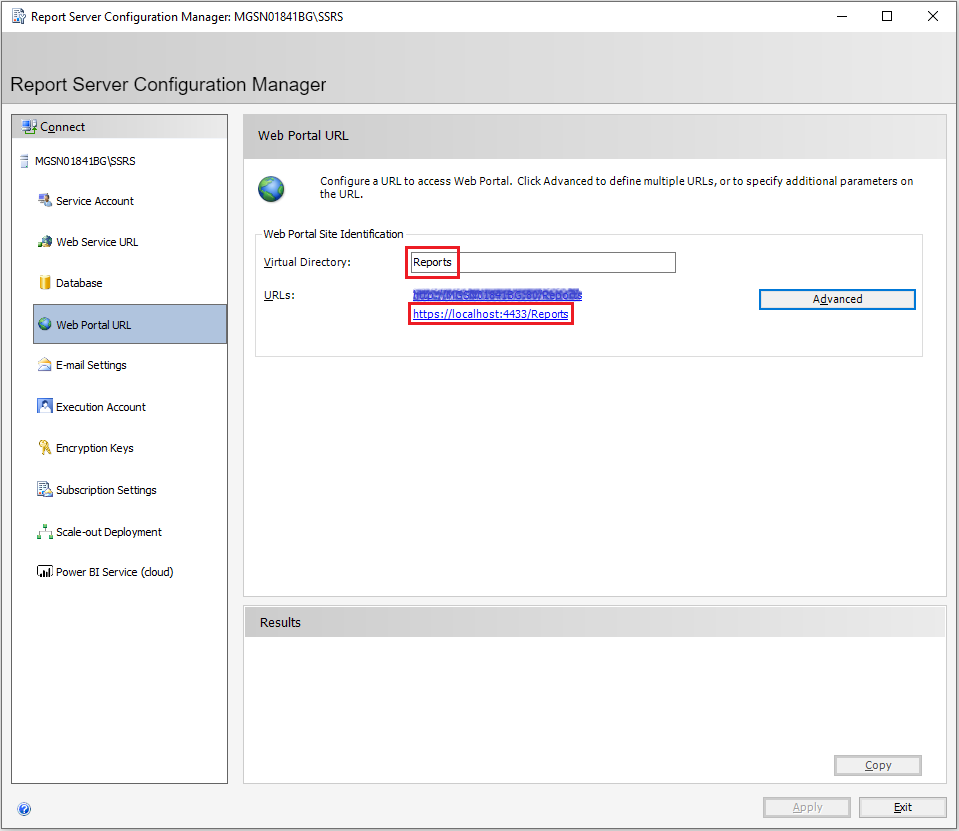 Report Server Configuration Manager: MGSN01841BG\SSRS
Report Server Configuration Manager
Connect
MGSN01841BG\SSRS
Service Account
Web Service URL
Database
Web Portal URL
E-mail Settings
Execution Account
Encryption Keys
Subscription Settings
Scale-out Deployment
Power BI Service (cloud)
Web Portal URL
Configure a URL to access Web Portal. Click Advanced to define multiple URLs, or to specify additional parameters on
the URL.
Web Portal Site Identification
Virtual Directory: Reports
URLs:
https://localhost:4433/Reports
Advanced
Results
Copy
Apply
Exit